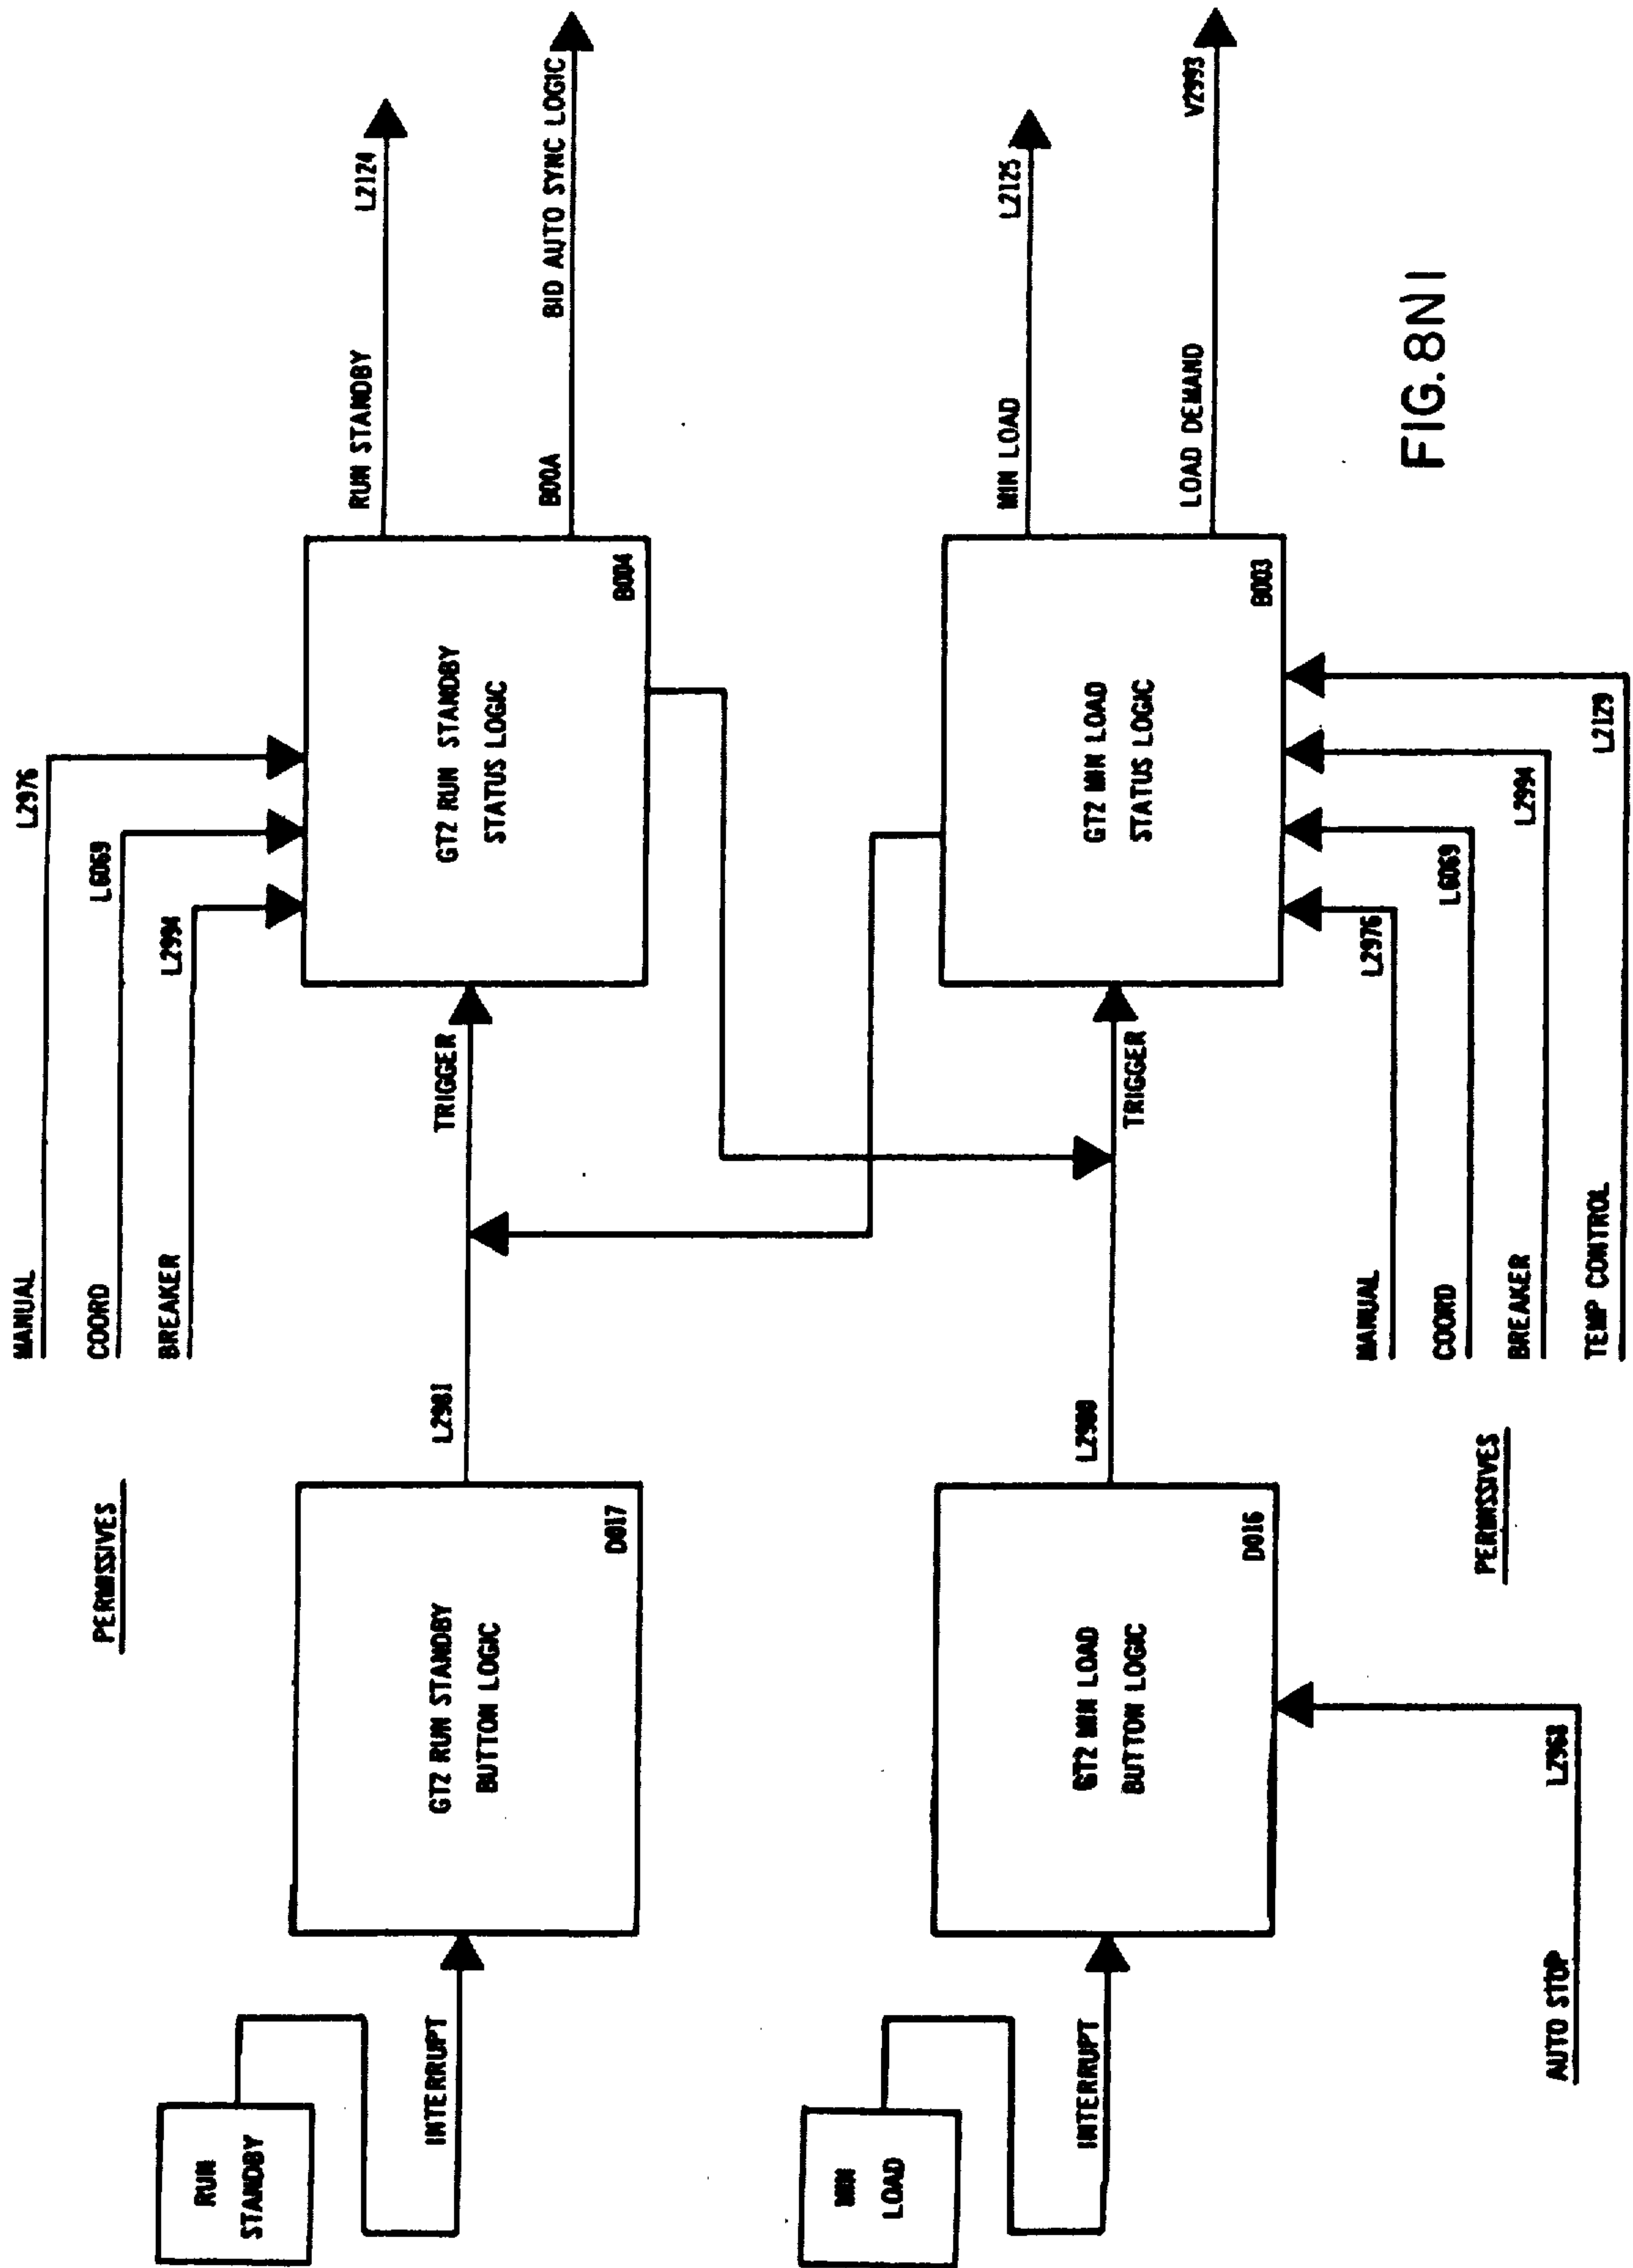 RUN
STANDBY
INTERRUPT
GT2 RUN STANDBY
BUTTON LOGIC
D017
PERMISSIVES
MANUAL
L2976
COORD
L6069
BREAKER
L2994
L2981
TRIGGER
GT2 RUN STANDBY
STATUS LOGIC
B004
RUN STANDBY
L2124
B00A
BID AUTO SYNC LOGIC
MIN
LOAD
INTERRUPT
GT2 MIN LOAD
BUTTON LOGIC
D016
AUTO STOP
L2968
L2980
TRIGGER
GT2 MIN LOAD
STATUS LOGIC
B003
MIN LOAD
L2125
LOAD DEMAND
V2993
PERMISSIVES
MANUAL
L2976
COORD
L6069
BREAKER
L2994
TEMP CONTROL
L2129
FIG. 8N1